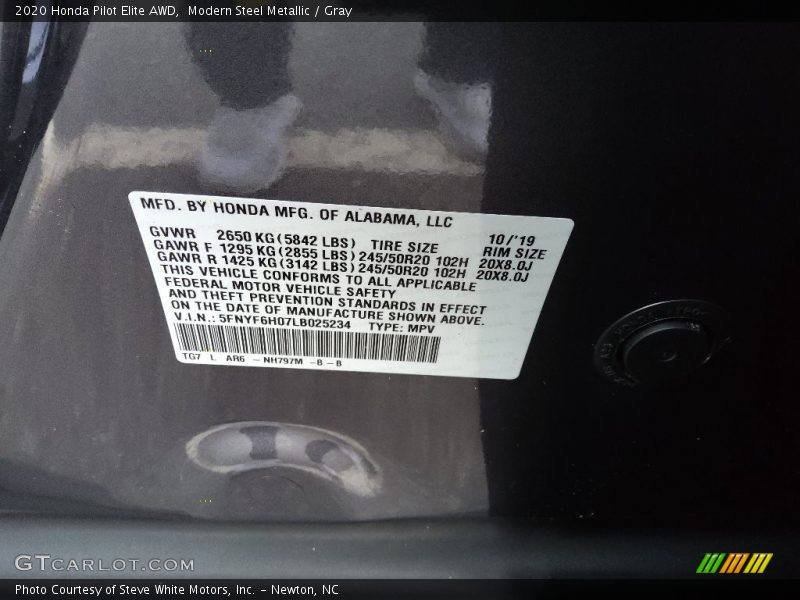 2020 Honda Pilot Elite AWD,  Modern Steel Metallic / Gray
MFD. BY HONDA MFG. OF ALABAMA, LLC
10/'19
GVWR 2650 KG (5842 LBS) TIRE SIZE RIM SIZE
GAWR F 1295 KG (2855 LBS) 245/50R20 102H 20X8.0J
GAWR R 1425 KG (3142 LBS) 245/50R20 102H 20X8.0J
THIS VEHICLE CONFORMS TO ALL APPLICABLE
FEDERAL MOTOR VEHICLE SAFETY
AND THEFT PREVENTION STANDARDS IN EFFECT
ON THE DATE OF MANUFACTURE SHOWN ABOVE.
V.I.N.: 5FNYF6H07LB025234 TYPE: MPV
TG7 L AR6 - NH797M -B-B
GTCARLOT.COM
Photo Courtesy of Steve White Motors, Inc. - Newton, NC